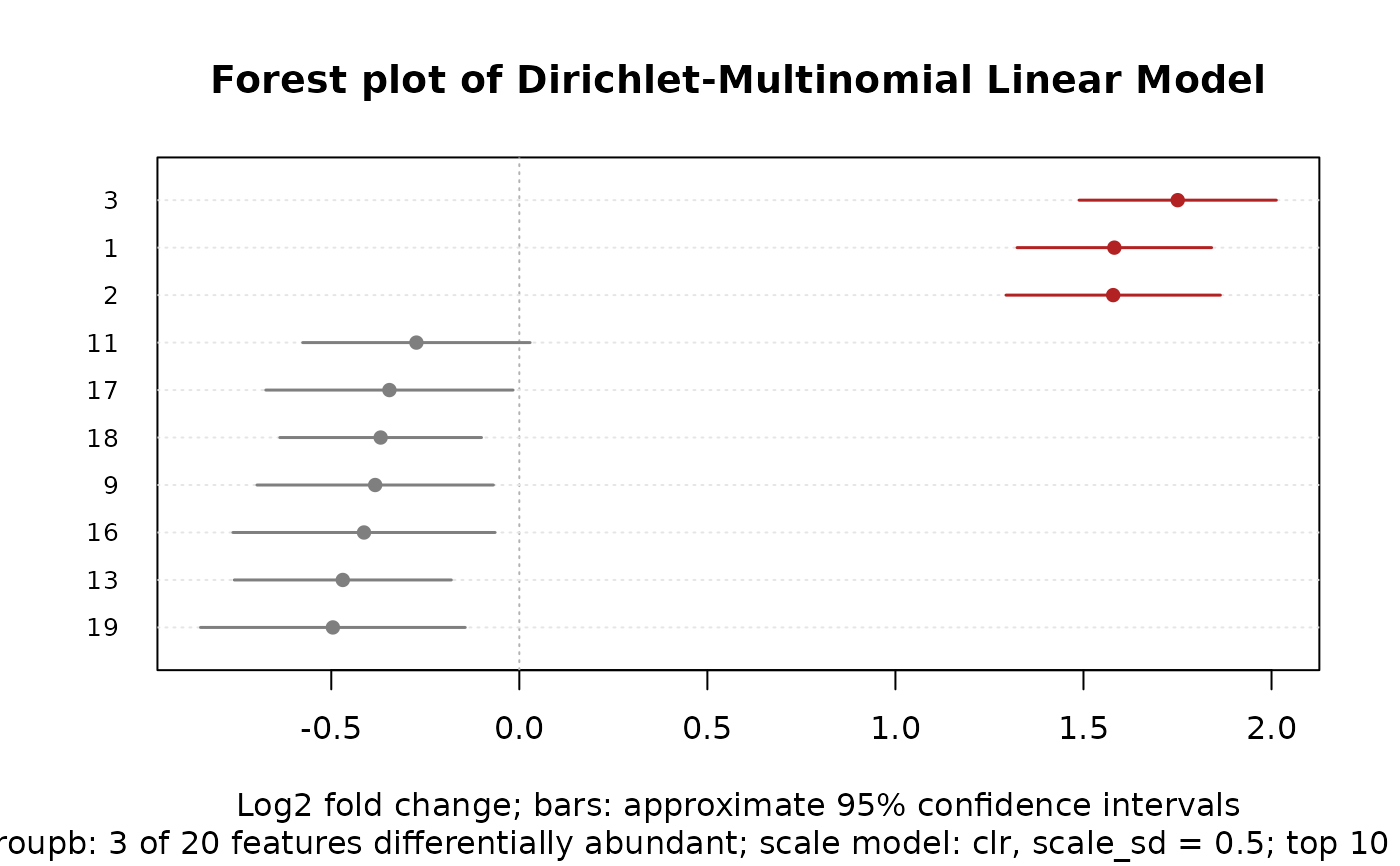 Forest plot of Dirichlet-Multinomial Linear Model
3
1
2
11
17
18
9
16
13
19
-0.5 0.0 0.5 1.0 1.5 2.0
Log2 fold change; bars: approximate 95% confidence intervals
roupb: 3 of 20 features differentially abundant; scale model: clr, scale_sd = 0.5; top 10